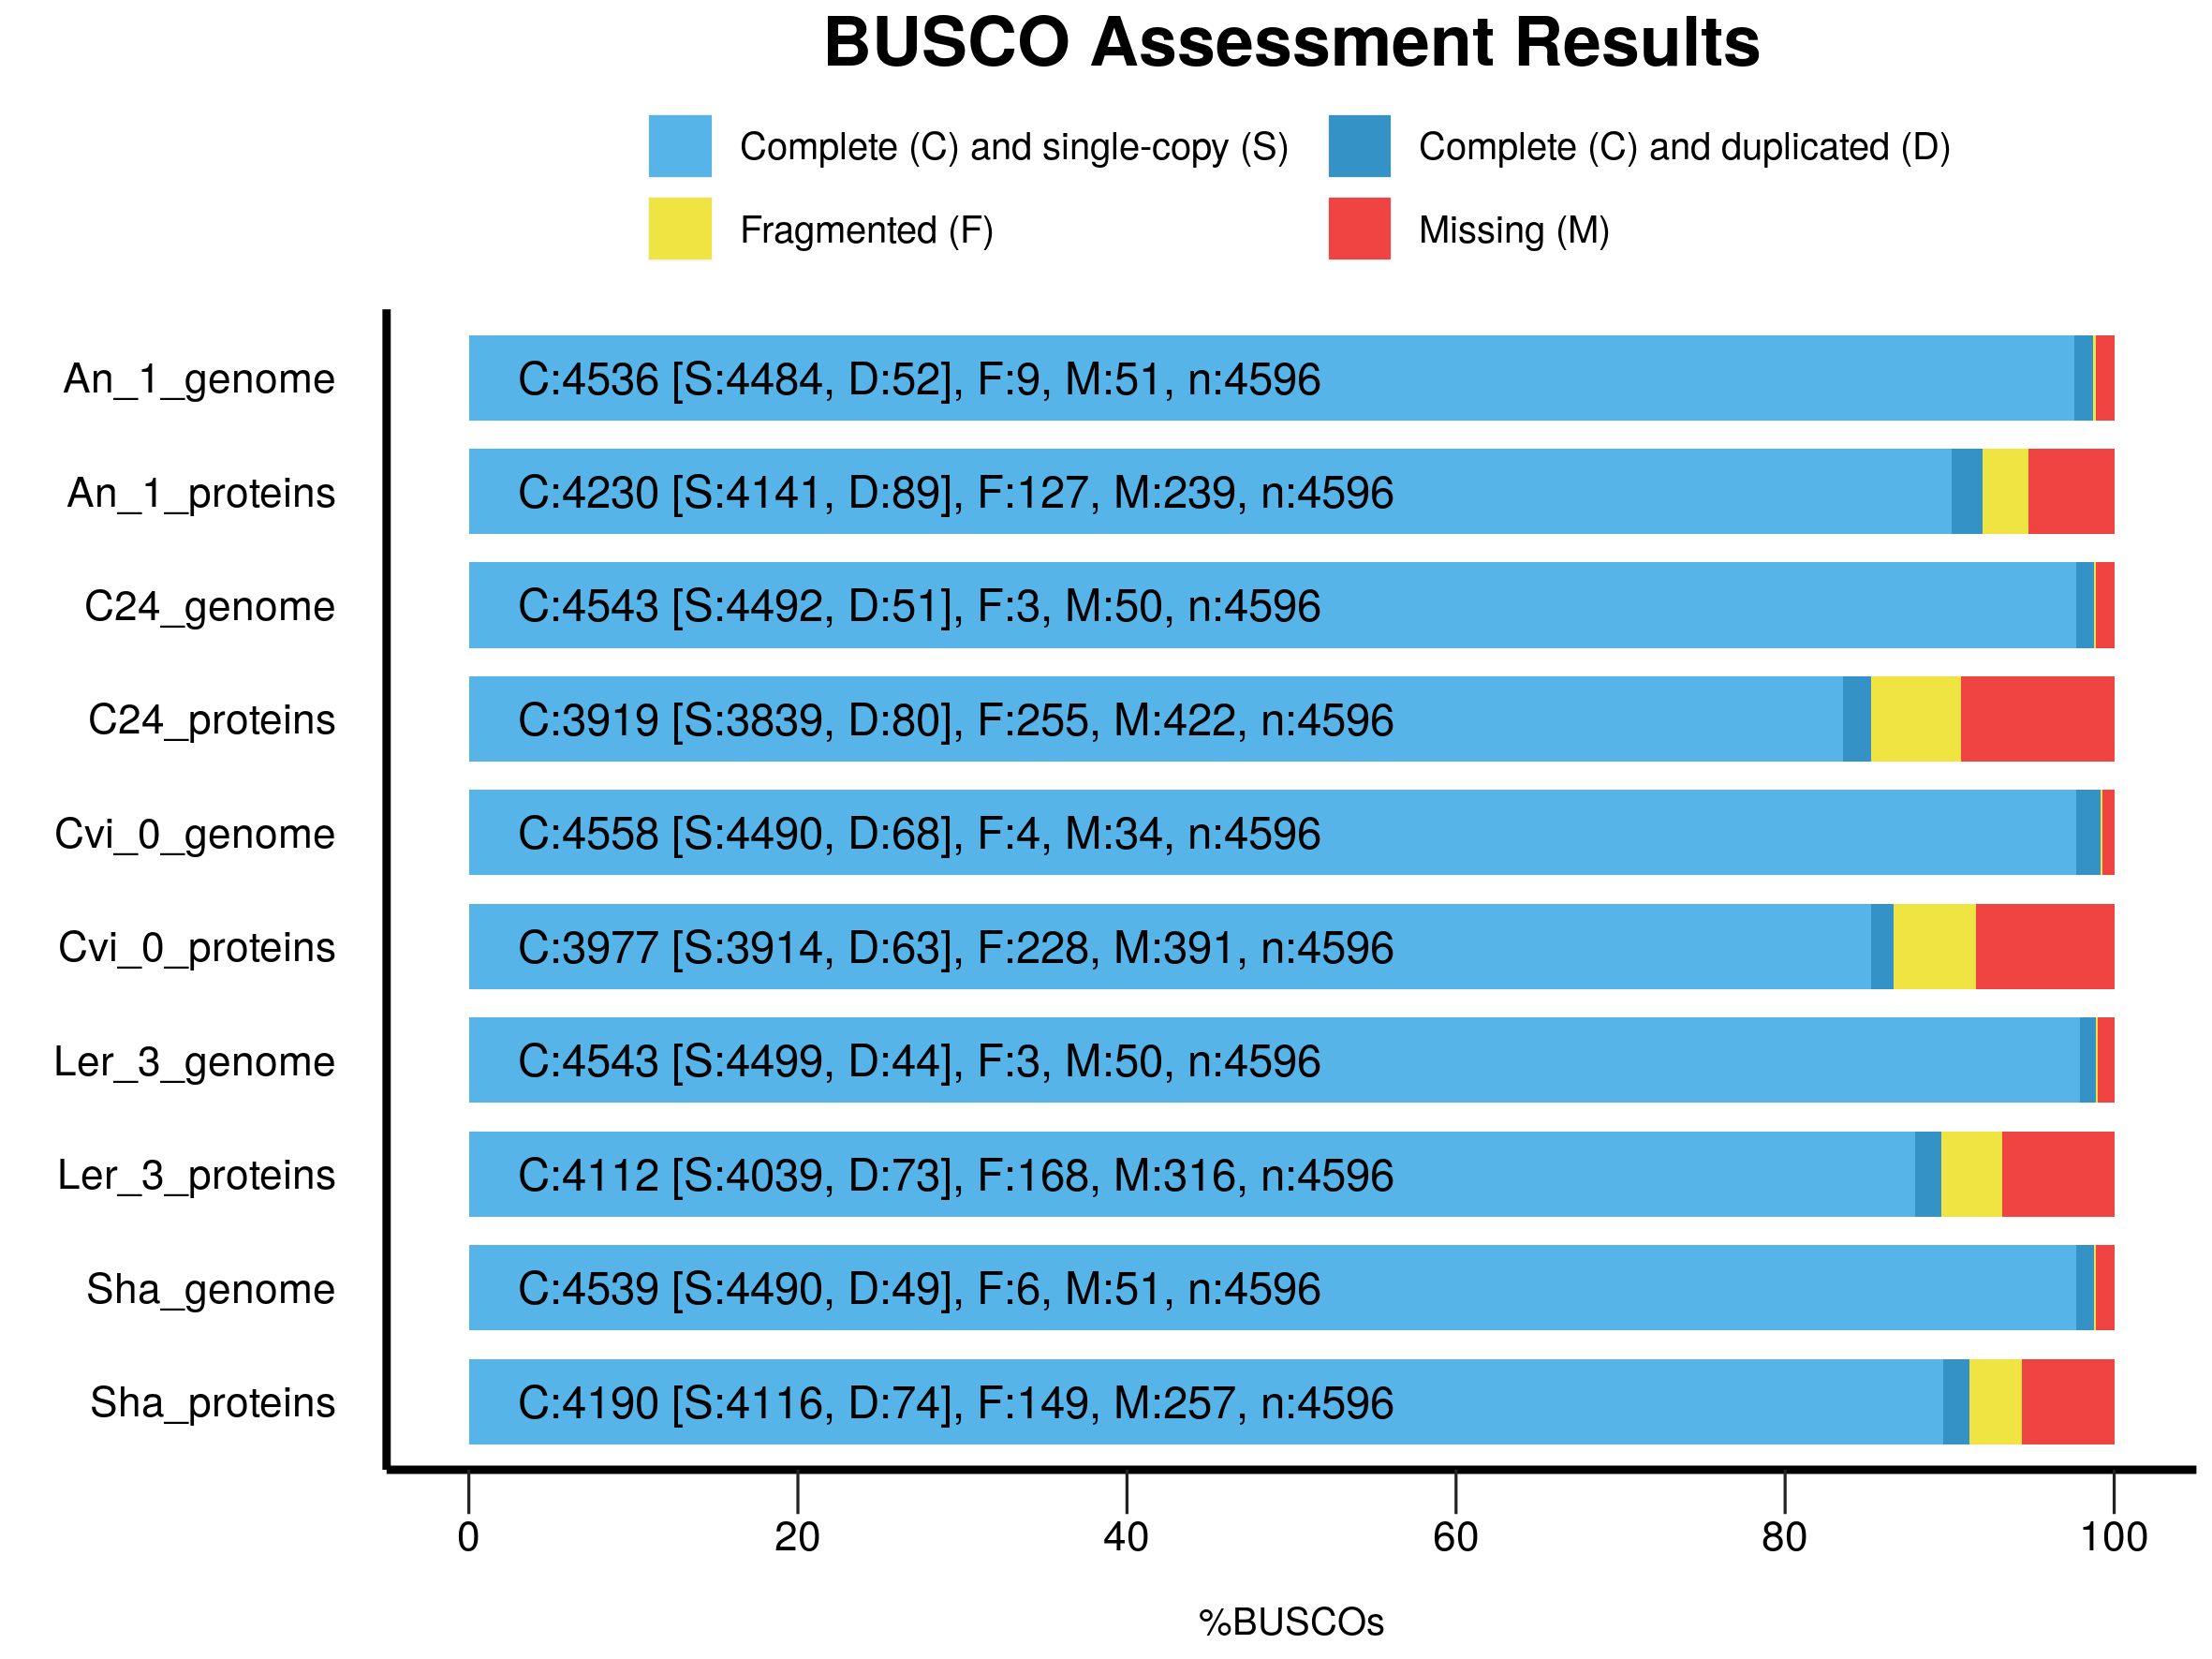 BUSCO Assessment Results
Complete (C) and single-copy (S)
Complete (C) and duplicated (D)
Fragmented (F)
Missing (M)
An_1_genome
C:4536 [S:4484, D:52], F:9, M:51, n:4596
An_1_proteins
C:4230 [S:4141, D:89], F:127, M:239, n:4596
C24_genome
C:4543 [S:4492, D:51], F:3, M:50, n:4596
C24_proteins
C:3919 [S:3839, D:80], F:255, M:422, n:4596
Cvi_0_genome
C:4558 [S:4490, D:68], F:4, M:34, n:4596
Cvi_0_proteins
C:3977 [S:3914, D:63], F:228, M:391, n:4596
Ler_3_genome
C:4543 [S:4499, D:44], F:3, M:50, n:4596
Ler_3_proteins
C:4112 [S:4039, D:73], F:168, M:316, n:4596
Sha_genome
C:4539 [S:4490, D:49], F:6, M:51, n:4596
Sha_proteins
C:4190 [S:4116, D:74], F:149, M:257, n:4596
0 20 40 60 80 100
%BUSCOs